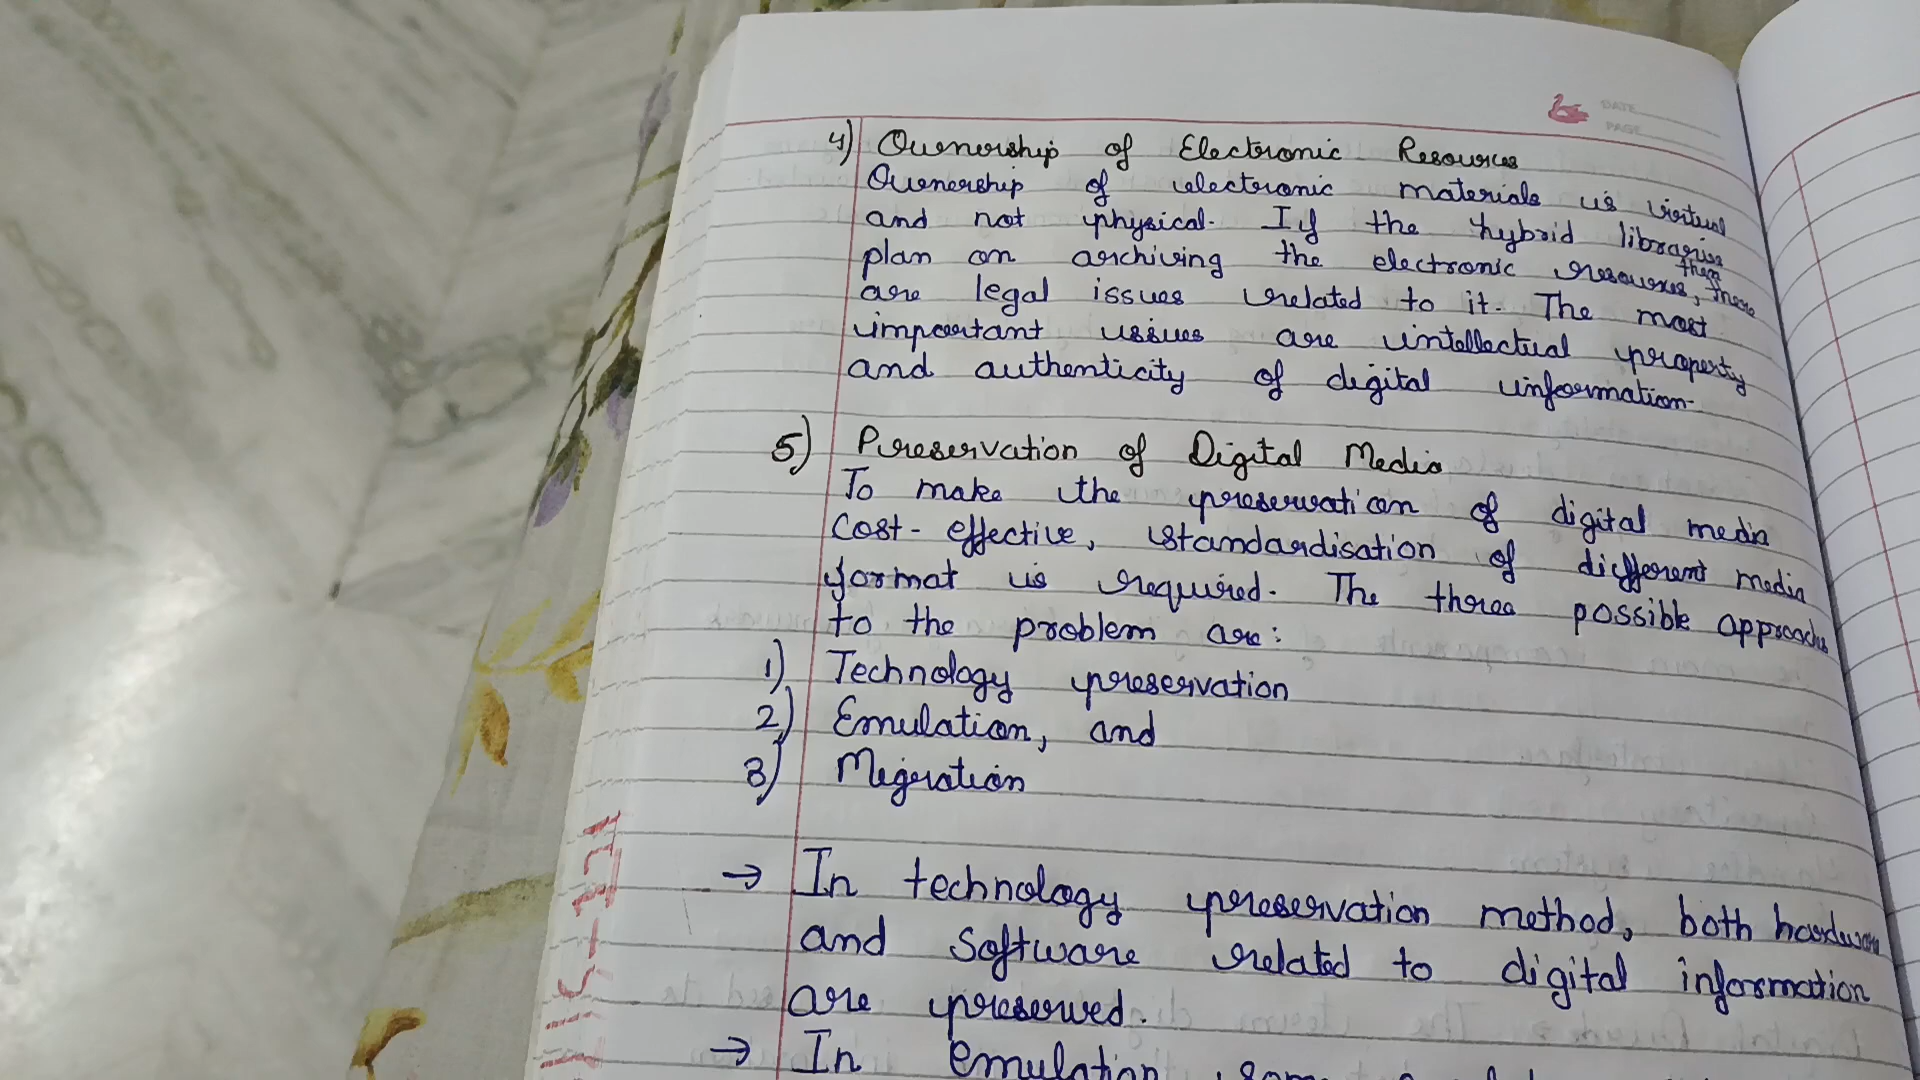 DATE
PAGE
4) Ownership of Electronic Resources
Ownership of electronic materials is virtual
and not physical. If the hybrid libraries
plan on archiving the electronic resources, then there
are legal issues related to it. The most
important issues are intellectual property
and authenticity of digital information.
5) Preservation of Digital Media
To make the preservation of digital media
cost-effective, standardisation of different media
format is required. The three possible approaches
to the problem are:
1) Technology preservation
2) Emulation, and
3) Migration
→ In technology preservation method, both hardware
and software related to digital information
are preserved.
→ In emulation